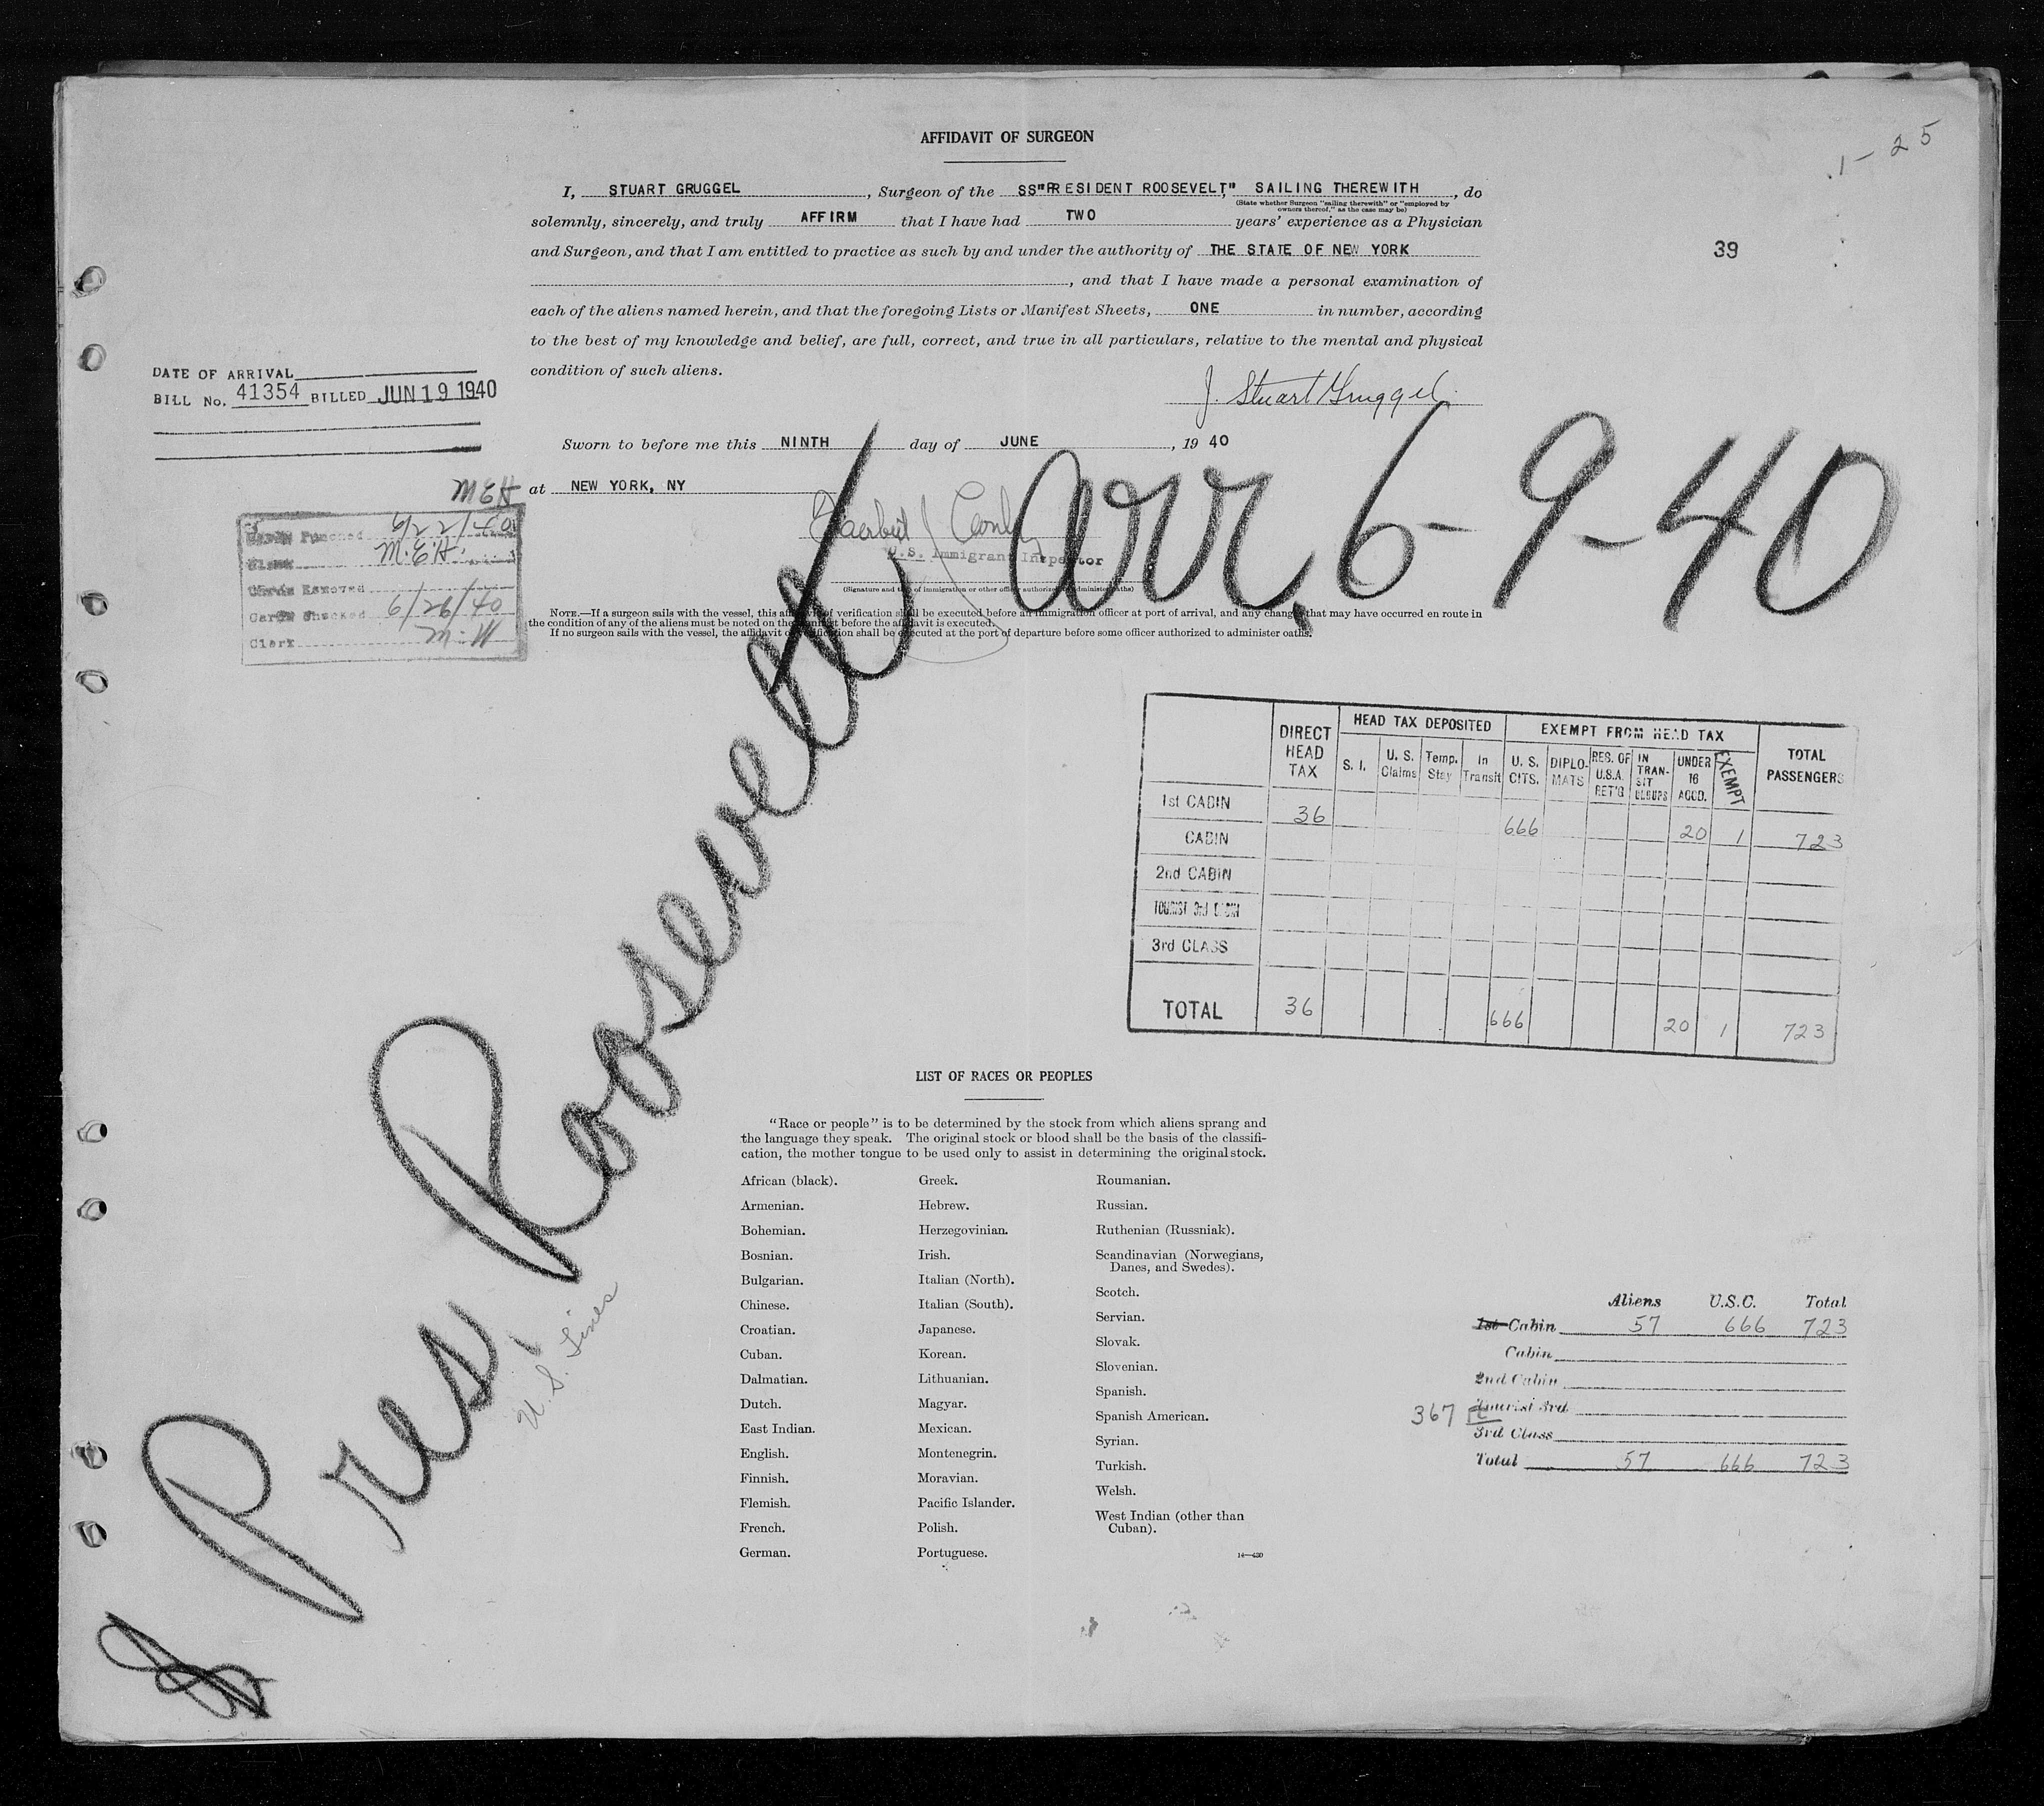 AFFIDAVIT OF SURGEON
1-25
I, STUART GRUGGEL, Surgeon of the SS"PRESIDENT ROOSEVELT," SAILING THEREWITH, do
(State whether Surgeon "sailing therewith" or "employed by
owners thereof," as the case may be)
solemnly, sincerely, and truly AFFIRM that I have had TWO years' experience as a Physician
and Surgeon, and that I am entitled to practice as such by and under the authority of THE STATE OF NEW YORK
39
, and that I have made a personal examination of
each of the aliens named herein, and that the foregoing Lists or Manifest Sheets, ONE in number, according
to the best of my knowledge and belief, are full, correct, and true in all particulars, relative to the mental and physical
condition of such aliens.
J. Stuart Gruggel.
DATE OF ARRIVAL
BILL No. 41354 BILLED JUN 19 1940
Sworn to before me this NINTH day of JUNE, 19 40
at NEW YORK, NY
U.S. Immigrant Inspector
(Signature and title of immigration or other officer authorized to administer oaths)
MEH
Cards Punched 6/22/40
Clerk M.E.H.
Cards Removed
Cards Checked 6/26/40
Clerk M.W
Arr. 6-9-40
NOTE.—If a surgeon sails with the vessel, this affidavit of verification shall be executed before an immigration officer at port of arrival, and any changes that may have occurred en route in
the condition of any of the aliens must be noted on the manifest before the affidavit is executed.
If no surgeon sails with the vessel, the affidavit of verification shall be executed at the port of departure before some officer authorized to administer oaths.
Pres. Roosevelt
U.S. Lines
DIRECT HEAD TAX HEAD TAX DEPOSITED EXEMPT FROM HEAD TAX TOTAL PASSENGERS
S. I. U. S. Claims Temp. Stay In Transit U. S. CITS. DIPLOMATS RES. OF U.S.A. RET'G IN TRANSIT GROUPS UNDER 16 ACCD. EXEMPT
1st CABIN 36 666 20 1 723
CABIN
2nd CABIN
TOURIST 3rd CABIN
3rd CLASS
TOTAL 36 666 20 1 723
LIST OF RACES OR PEOPLES
"Race or people" is to be determined by the stock from which aliens sprang and
the language they speak. The original stock or blood shall be the basis of the classifi-
cation, the mother tongue to be used only to assist in determining the original stock.
African (black).
Armenian.
Bohemian.
Bosnian.
Bulgarian.
Chinese.
Croatian.
Cuban.
Dalmatian.
Dutch.
East Indian.
English.
Finnish.
Flemish.
French.
German.
Greek.
Hebrew.
Herzegovinian.
Irish.
Italian (North).
Italian (South).
Japanese.
Korean.
Lithuanian.
Magyar.
Mexican.
Montenegrin.
Moravian.
Pacific Islander.
Polish.
Portuguese.
Roumanian.
Russian.
Ruthenian (Russniak).
Scandinavian (Norwegians,
Danes, and Swedes).
Scotch.
Servian.
Slovak.
Slovenian.
Spanish.
Spanish American.
Syrian.
Turkish.
Welsh.
West Indian (other than
Cuban).
14—430
Aliens U.S.C. Total
1st Cabin 57 666 723
Cabin
2nd Cabin
Tourist 3rd
367
3rd Class
Total 57 666 723